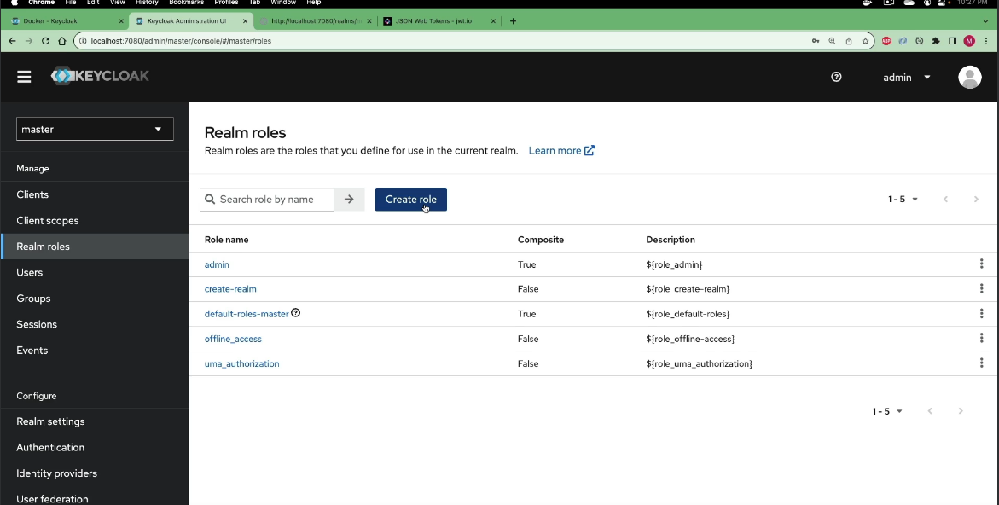 Chrome File Edit View History Bookmarks Profiles Tab Window Help 10:27 PM
Docker - Keycloak Keycloak Administration UI http://localhost:7080/realms/m JSON Web Tokens - jwt.io
localhost:7080/admin/master/console/#/master/roles ABP M
KEYCLOAK admin
master
Manage
Clients
Client scopes
Realm roles
Users
Groups
Sessions
Events
Configure
Realm settings
Authentication
Identity providers
User federation
Realm roles
Realm roles are the roles that you define for use in the current realm. Learn more
Search role by name Create role 1 - 5
Role name Composite Description
admin True ${role_admin}
create-realm False ${role_create-realm}
default-roles-master True ${role_default-roles}
offline_access False ${role_offline-access}
uma_authorization False ${role_uma_authorization}
1 - 5